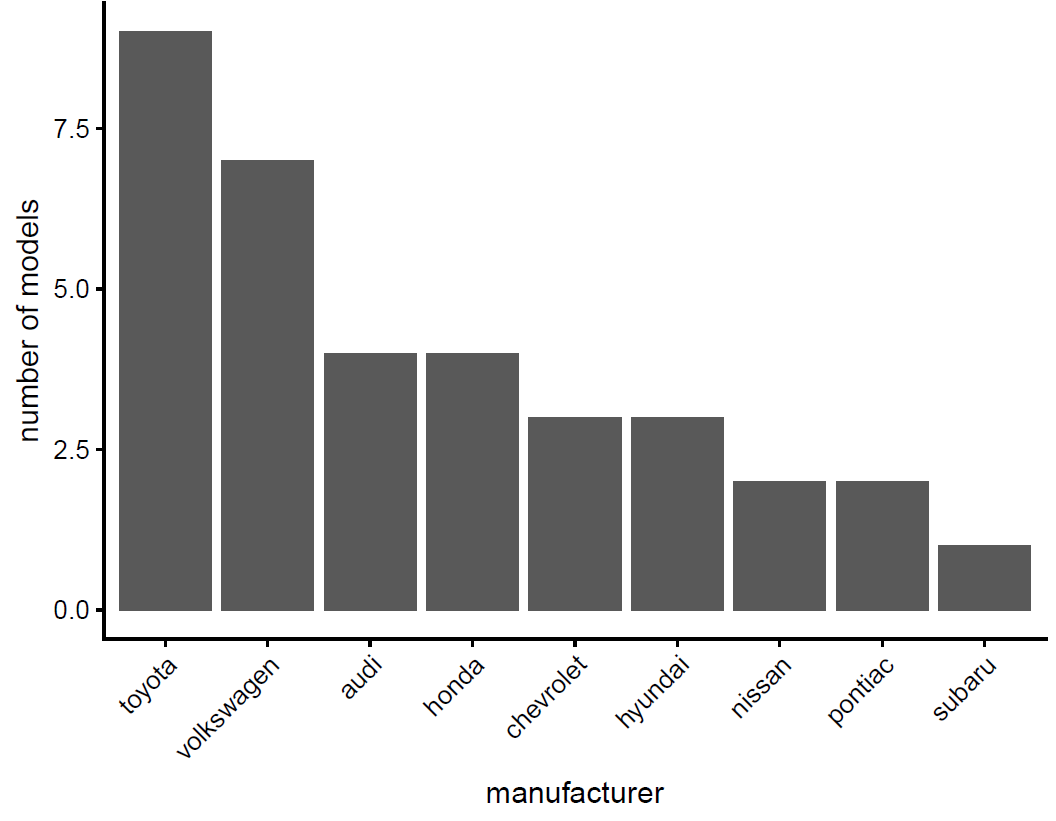 number of models
7.5
5.0
2.5
0.0
toyota
volkswagen
audi
honda
chevrolet
hyundai
nissan
pontiac
subaru
manufacturer